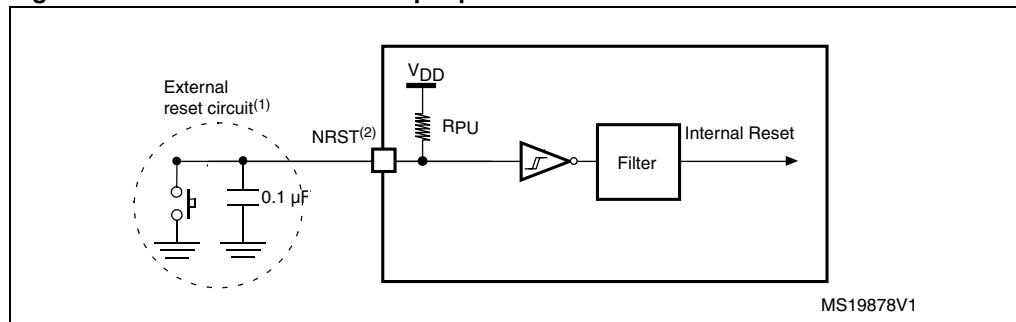 External
reset circuit(1)
VDD
NRST(2)
RPU
Internal Reset
Filter
0.1 µF
MS19878V1